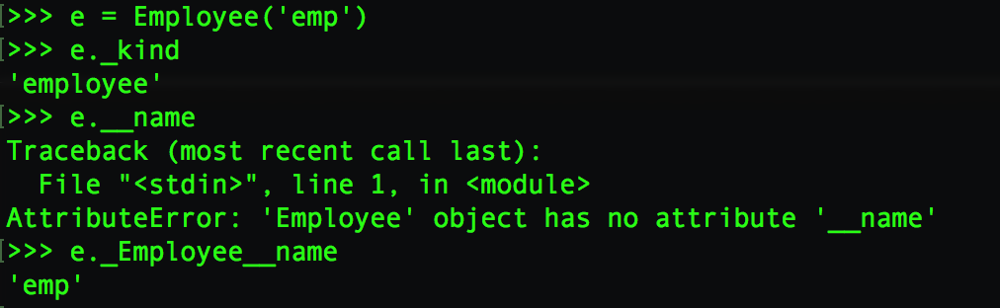 >>> e = Employee('emp')
>>> e._kind
'employee'
>>> e.__name
Traceback (most recent call last):
  File "<stdin>", line 1, in <module>
AttributeError: 'Employee' object has no attribute '__name'
>>> e._Employee__name
'emp'